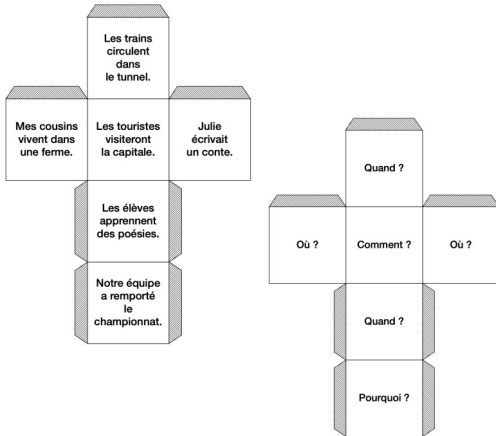 Les trains
circulent
dans
le tunnel.
Mes cousins
vivent dans
une ferme.
Les touristes
visiteront
la capitale.
Julie
écrivait
un conte.
Les élèves
apprennent
des poésies.
Notre équipe
a remporté
le
championnat.
Quand ?
Où ?
Comment ?
Où ?
Quand ?
Pourquoi ?